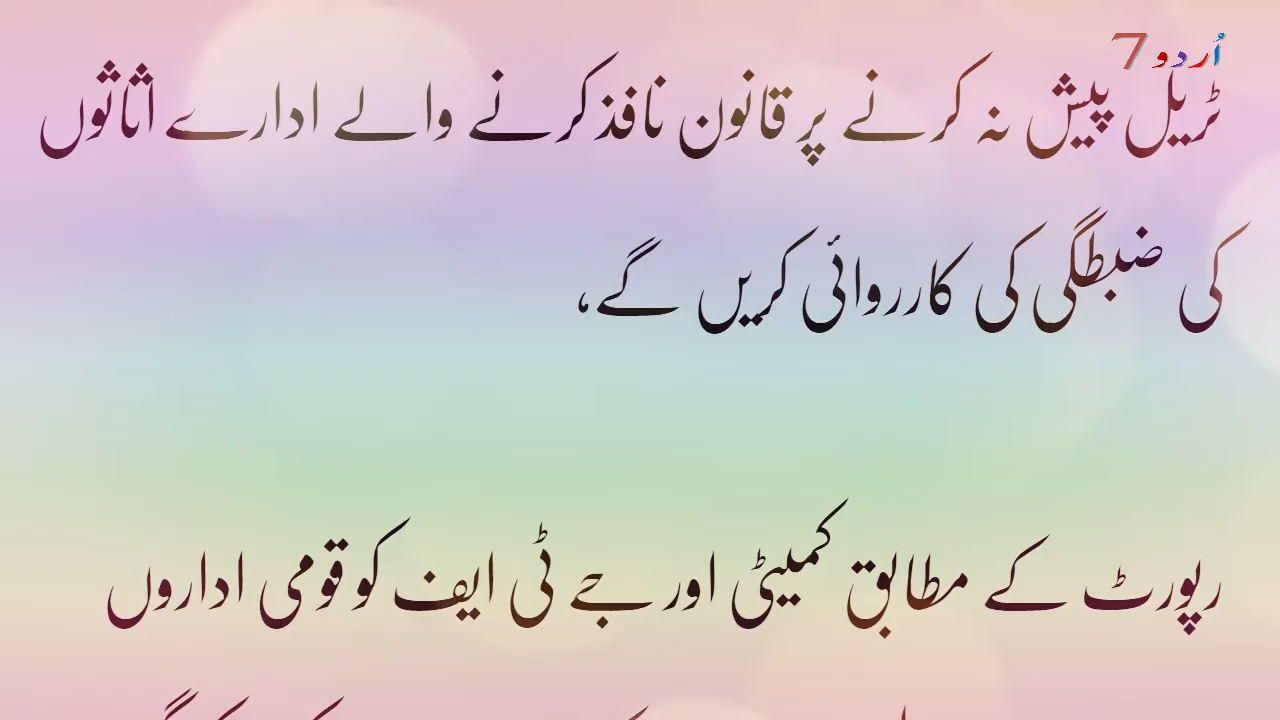 اُردو 7
ٹریل پیش نہ کرنے پر قانون نافذ کرنے والے ادارے اثاثوں
کی ضبطگی کی کارروائی کریں گے،
رپورٹ کے مطابق کمیٹی اور جے ٹی ایف کو قومی اداروں